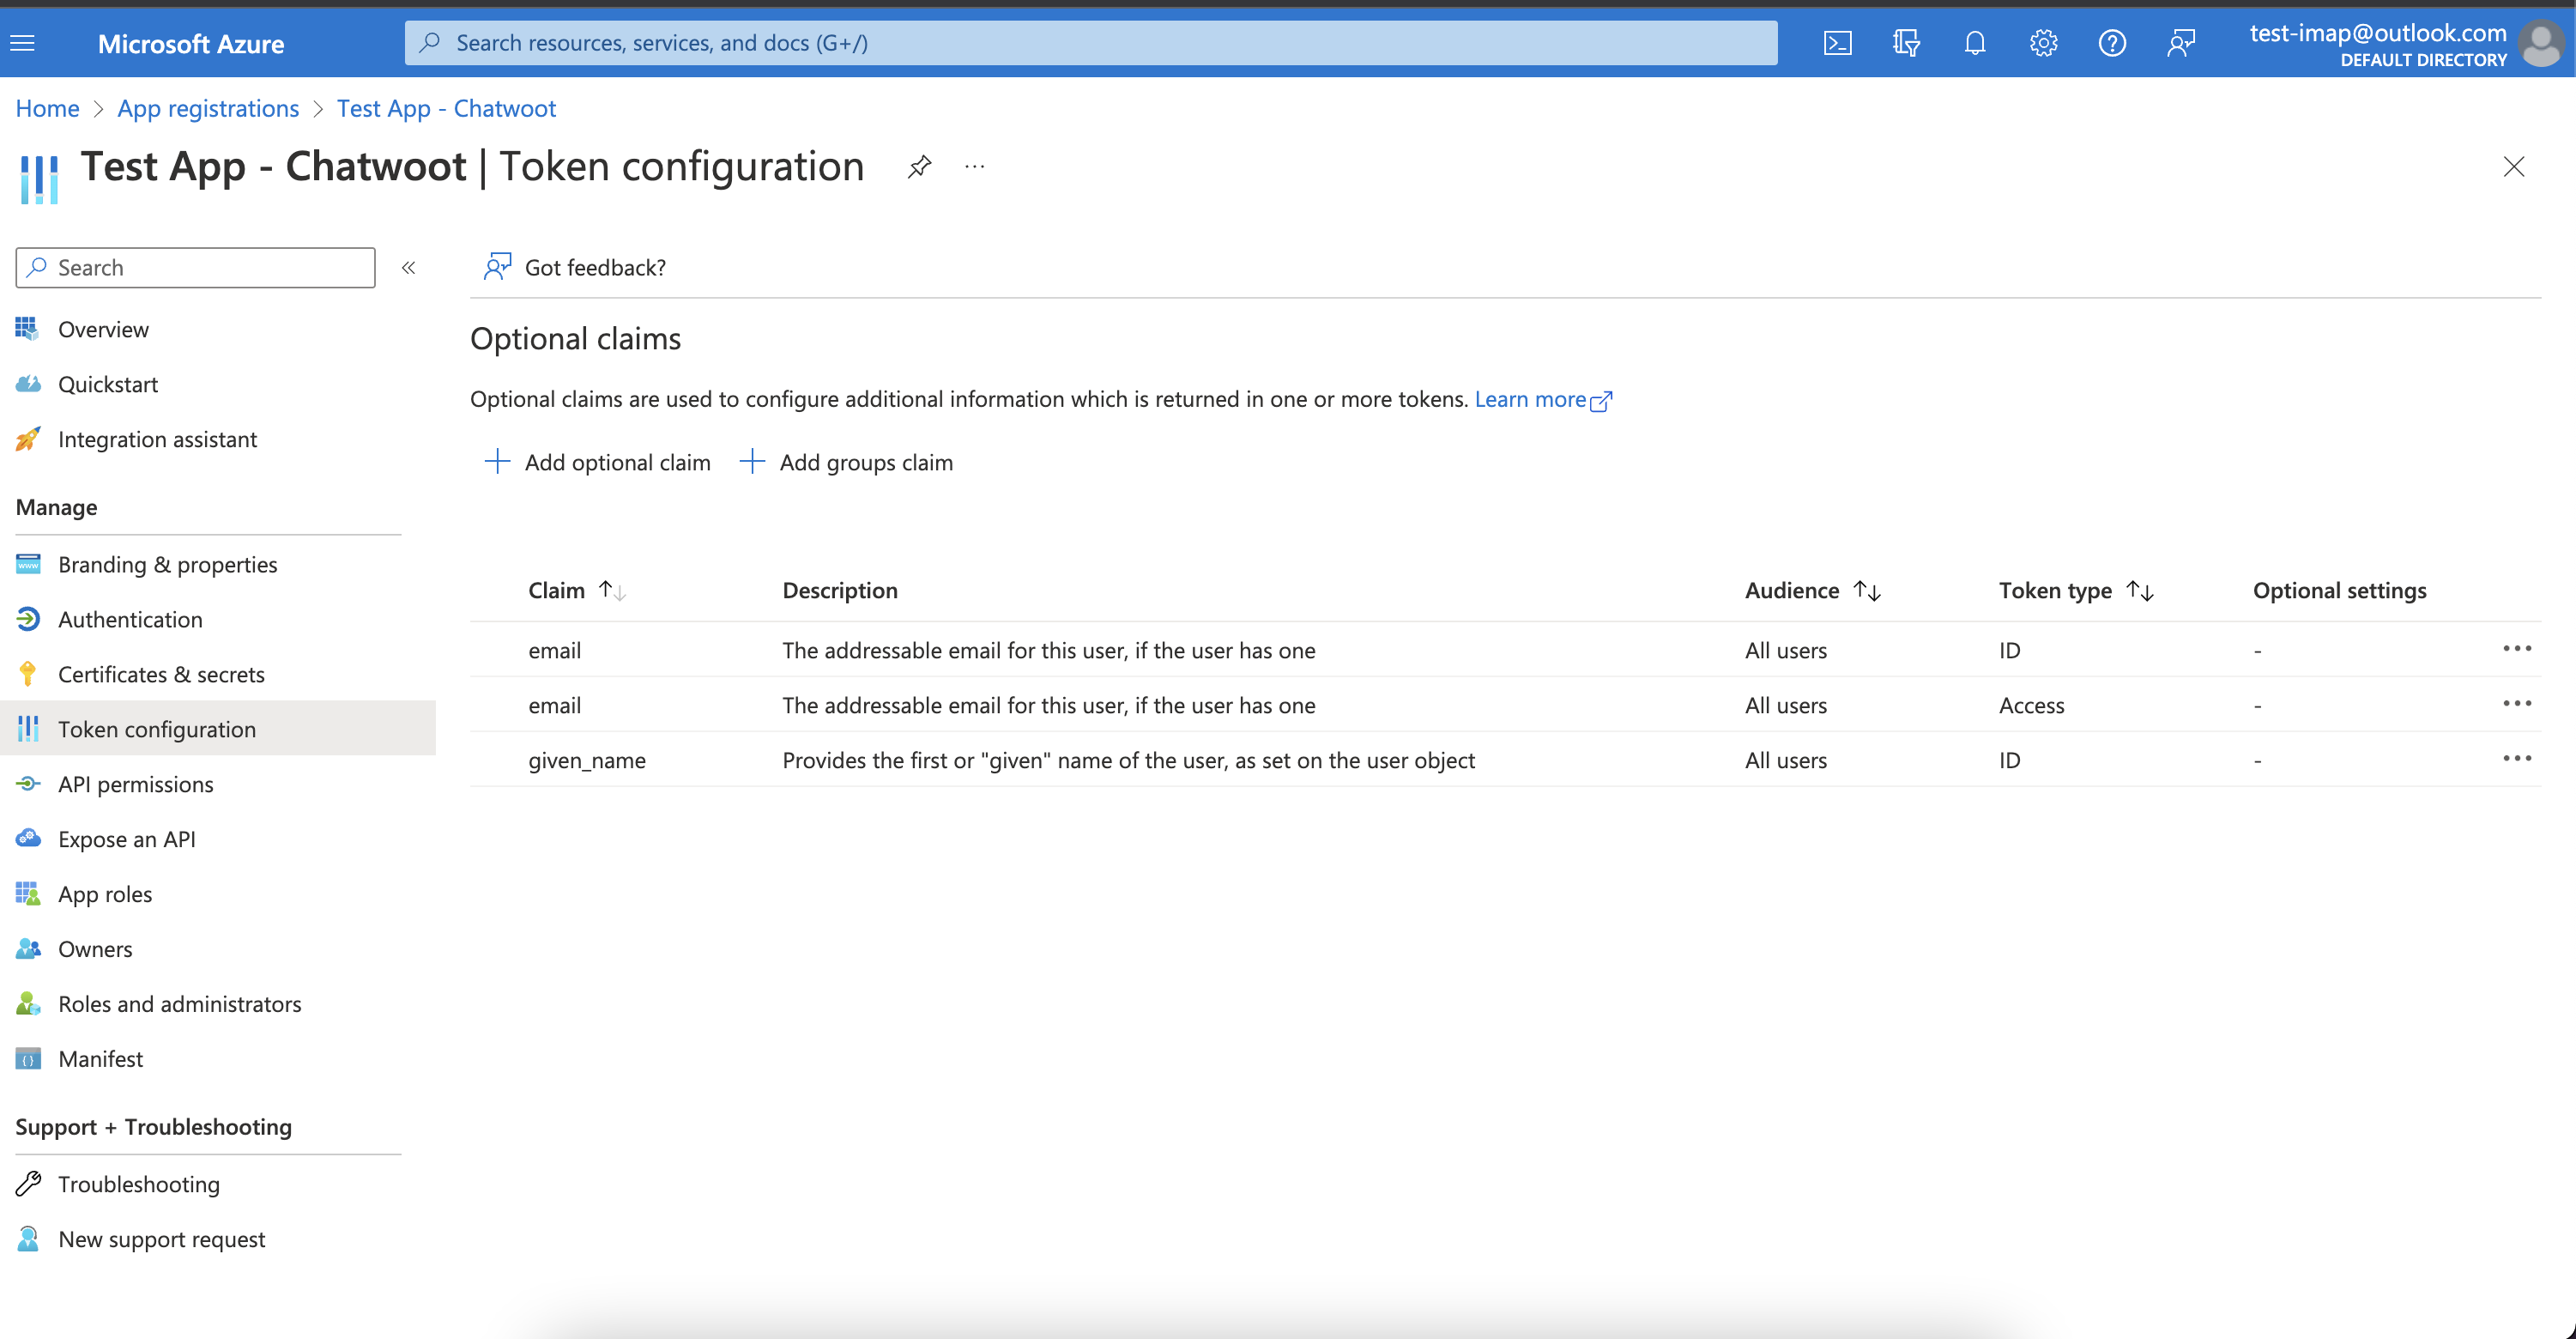 Microsoft Azure
Search resources, services, and docs (G+/)
test-imap@outlook.com
DEFAULT DIRECTORY
Home > App registrations > Test App - Chatwoot
Test App - Chatwoot | Token configuration
Search
Overview
Quickstart
Integration assistant
Manage
Branding & properties
Authentication
Certificates & secrets
Token configuration
API permissions
Expose an API
App roles
Owners
Roles and administrators
Manifest
Support + Troubleshooting
Troubleshooting
New support request
Got feedback?
Optional claims
Optional claims are used to configure additional information which is returned in one or more tokens. Learn more
Add optional claim Add groups claim
Claim Description Audience Token type Optional settings
email The addressable email for this user, if the user has one All users ID -
email The addressable email for this user, if the user has one All users Access -
given_name Provides the first or "given" name of the user, as set on the user object All users ID -